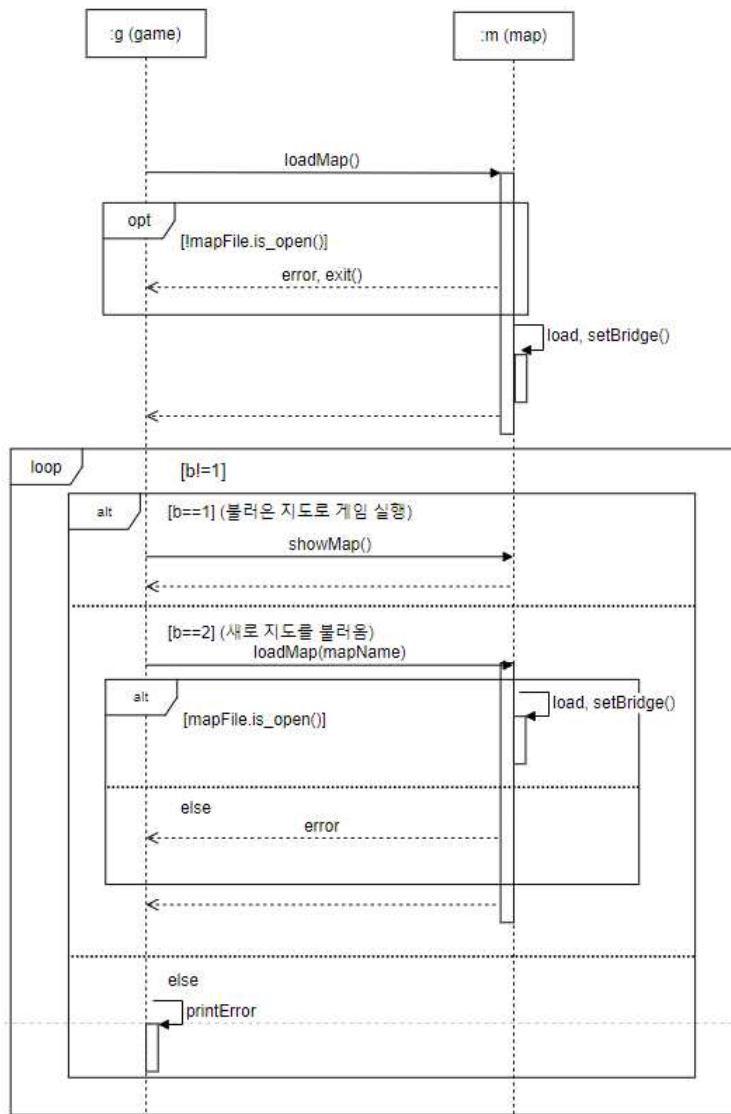 :g (game)
:m (map)
loadMap()
opt
[!mapFile.is_open()]
error, exit()
load, setBridge()
loop
[b!=1]
alt
[b==1] (불러온 지도로 게임 실행)
showMap()
[b==2] (새로 지도를 불러옴)
loadMap(mapName)
alt
load, setBridge()
[mapFile.is_open()]
else
error
else
printError